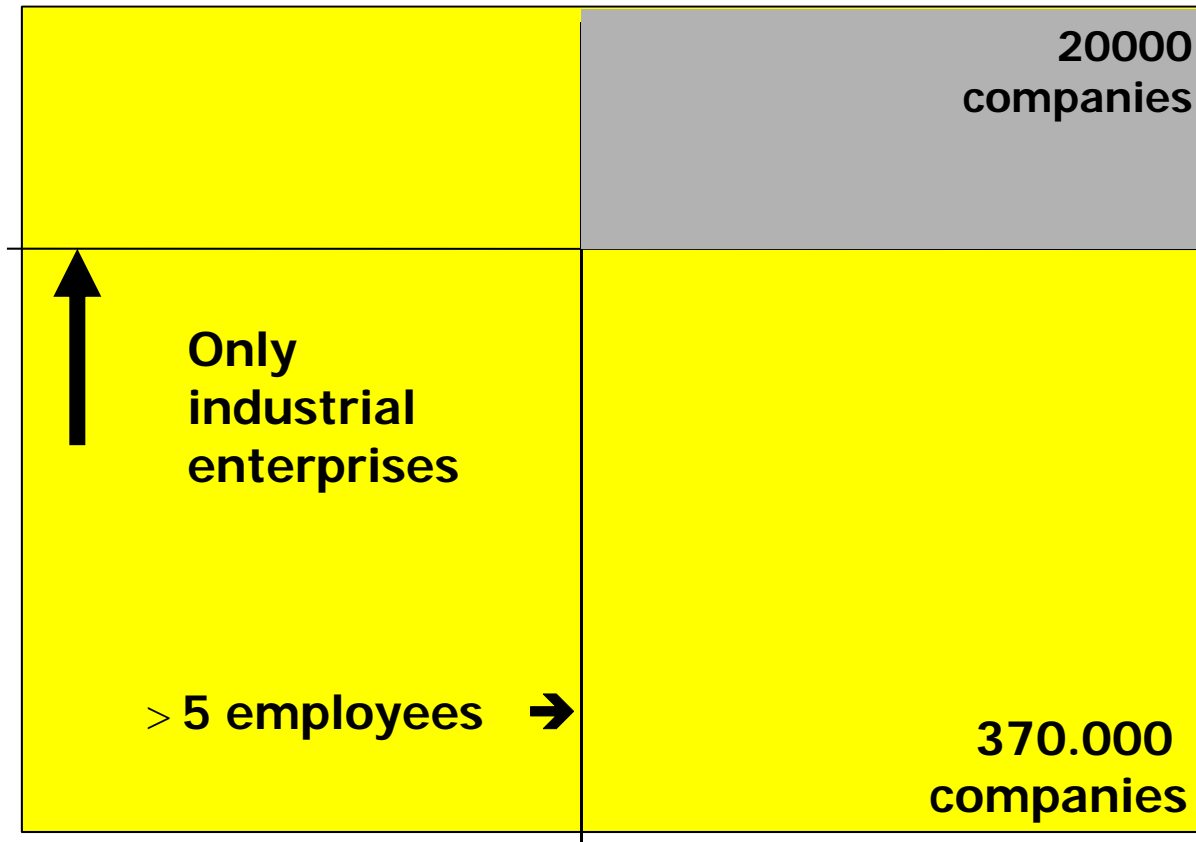 20000
companies
Only
industrial
enterprises
> 5 employees ➔
370.000
companies